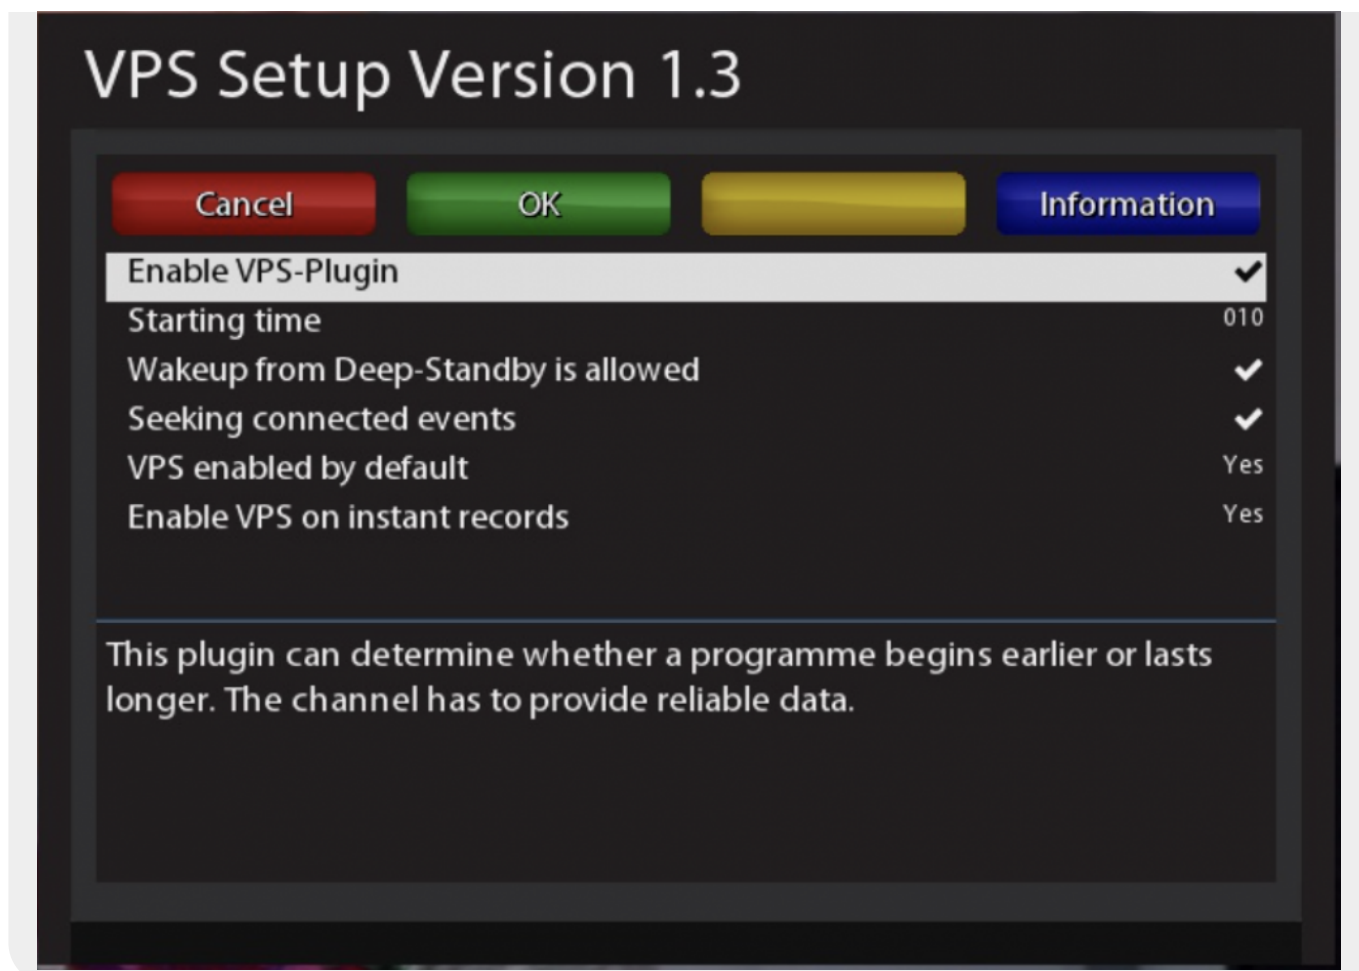 VPS Setup Version 1.3
Cancel OK Information
Enable VPS-Plugin ✔
Starting time 010
Wakeup from Deep-Standby is allowed ✔
Seeking connected events ✔
VPS enabled by default Yes
Enable VPS on instant records Yes
This plugin can determine whether a programme begins earlier or lasts
longer. The channel has to provide reliable data.